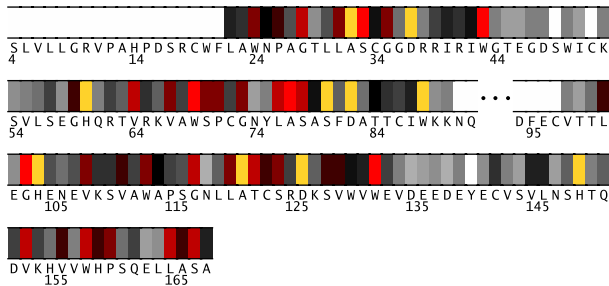 SLVLLGRVPAHPDSRCWFLAWNPAGTLLASCGGDRRIRIWGTEGDSWICK
4 14 24 34 44
SVLSEGHQRTVRKVAWSPCGNYLASASFDATTCIWKKNQ ... DFECVTTL
54 64 74 84 95
EGHENEVKSVAWAPSGNLLATCSRDKSVWVWEVDEEDEYECVSVLNSHTQ
105 115 125 135 145
DVKHVVWHPSQELLASA
155 165